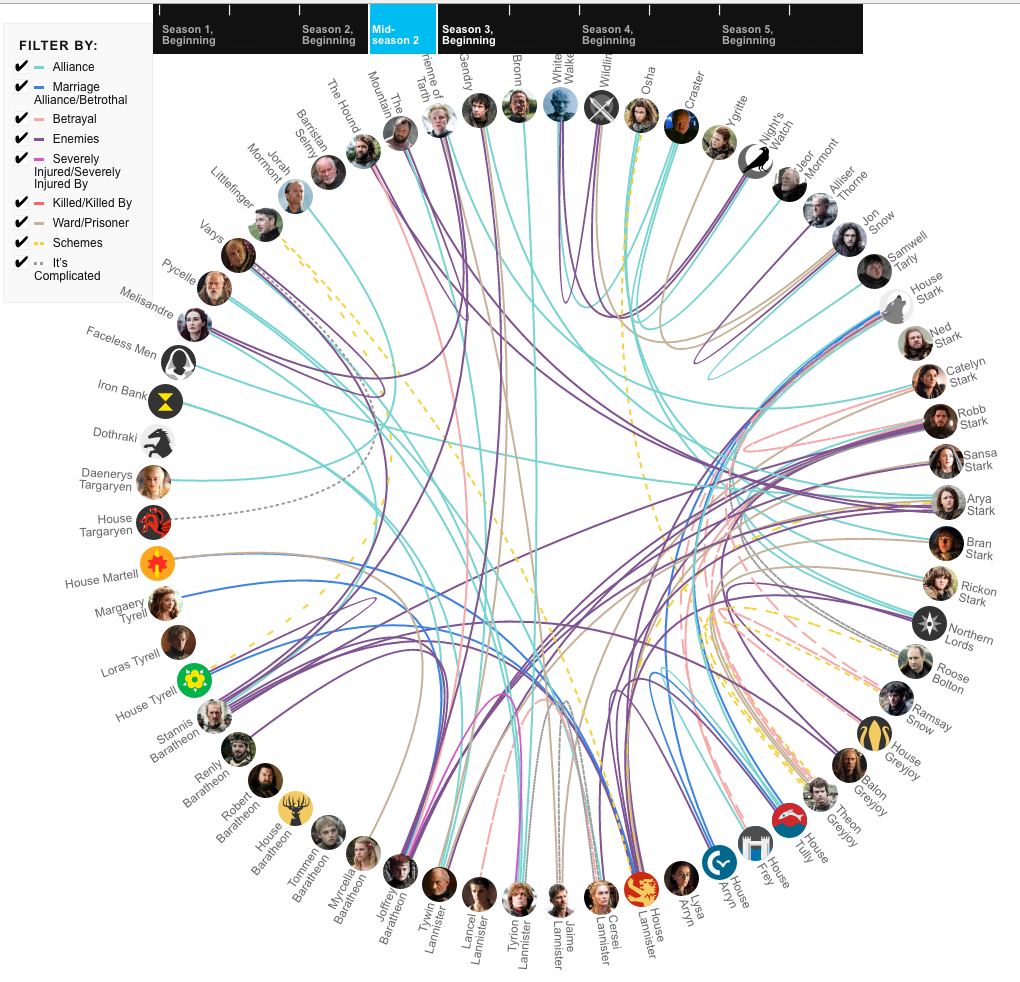 Season 1,
Beginning
Season 2,
Beginning
Mid-
season 2
Season 3,
Beginning
Season 4,
Beginning
Season 5,
Beginning
FILTER BY:
Alliance
Marriage
Alliance/Betrothal
Betrayal
Enemies
Severely
Injured/Severely
Injured By
Killed/Killed By
Ward/Prisoner
Schemes
It's
Complicated
White
Walke
Wildlin
Osha
Craster
Ygritte
Night's
Watch
Jeor
Mormont
Alliser
Thorne
Jon
Snow
Samwell
Tarly
House
Stark
Ned
Stark
Catelyn
Stark
Robb
Stark
Sansa
Stark
Arya
Stark
Bran
Stark
Rickon
Stark
Northern
Lords
Roose
Bolton
Ramsay
Snow
House
Greyjoy
Balon
Greyjoy
Theon
Greyjoy
House
Tully
House
Frey
House
Arryn
Lysa
Arryn
House
Lannister
Cersei
Lannister
Jaime
Lannister
Tyrion
Lannister
Lancel
Lannister
Tywin
Lannister
Joffrey
Baratheon
Myrcella
Baratheon
Tommen
Baratheon
House
Baratheon
Robert
Baratheon
Renly
Baratheon
Stannis
Baratheon
House Tyrell
Loras Tyrell
Margaery
Tyrell
House Martell
House
Targaryen
Daenerys
Targaryen
Dothraki
Iron Bank
Faceless Men
Melisandre
Pycelle
Varys
Littlefinger
Jorah
Mormont
Barristan
Selmy
The Hound
The
Mountain
rienne of
Tarth
Gendry
Bronn